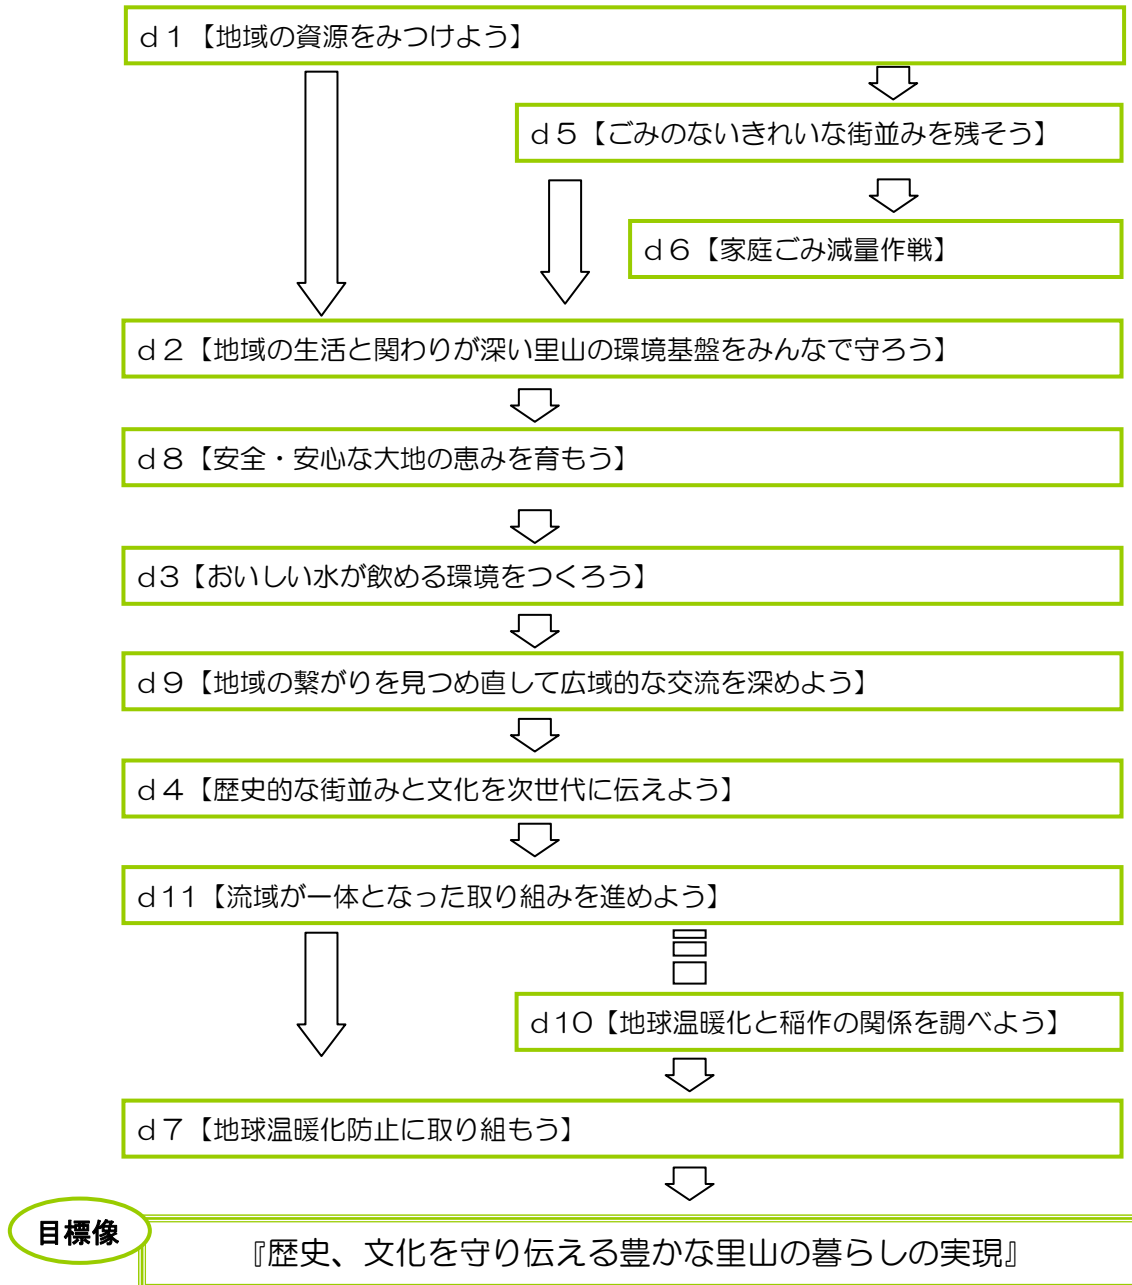 ｄ１【地域の資源をみつけよう】
ｄ５【ごみのないきれいな街並みを残そう】
ｄ６【家庭ごみ減量作戦】
ｄ２【地域の生活と関わりが深い里山の環境基盤をみんなで守ろう】
ｄ８【安全・安心な大地の恵みを育もう】
ｄ３【おいしい水が飲める環境をつくろう】
ｄ９【地域の繋がりを見つめ直して広域的な交流を深めよう】
ｄ４【歴史的な街並みと文化を次世代に伝えよう】
ｄ11【流域が一体となった取り組みを進めよう】
ｄ10【地球温暖化と稲作の関係を調べよう】
ｄ７【地球温暖化防止に取り組もう】
目標像
『歴史、文化を守り伝える豊かな里山の暮らしの実現』